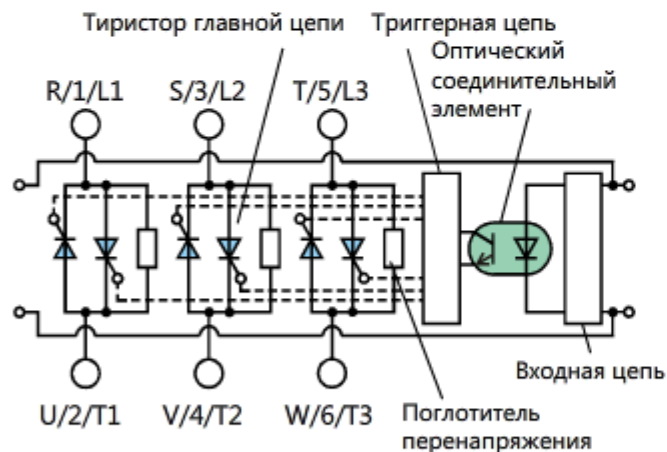 Тиристор главной цепи
Триггерная цепь
Оптический
соединительный
элемент
R/1/L1
S/3/L2
T/5/L3
Входная цепь
U/2/T1
V/4/T2
W/6/T3
Поглотитель
перенапряжения